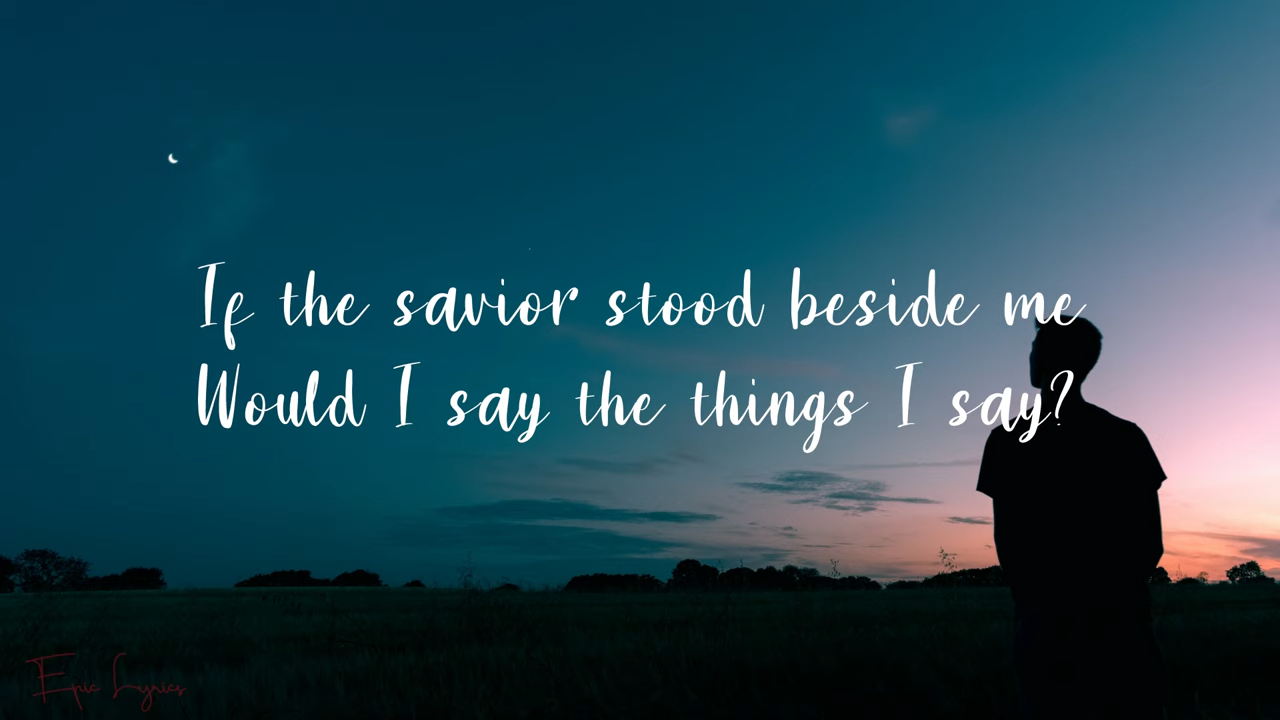 If the savior stood beside me
Would I say the things I say?
Epic Lyrics